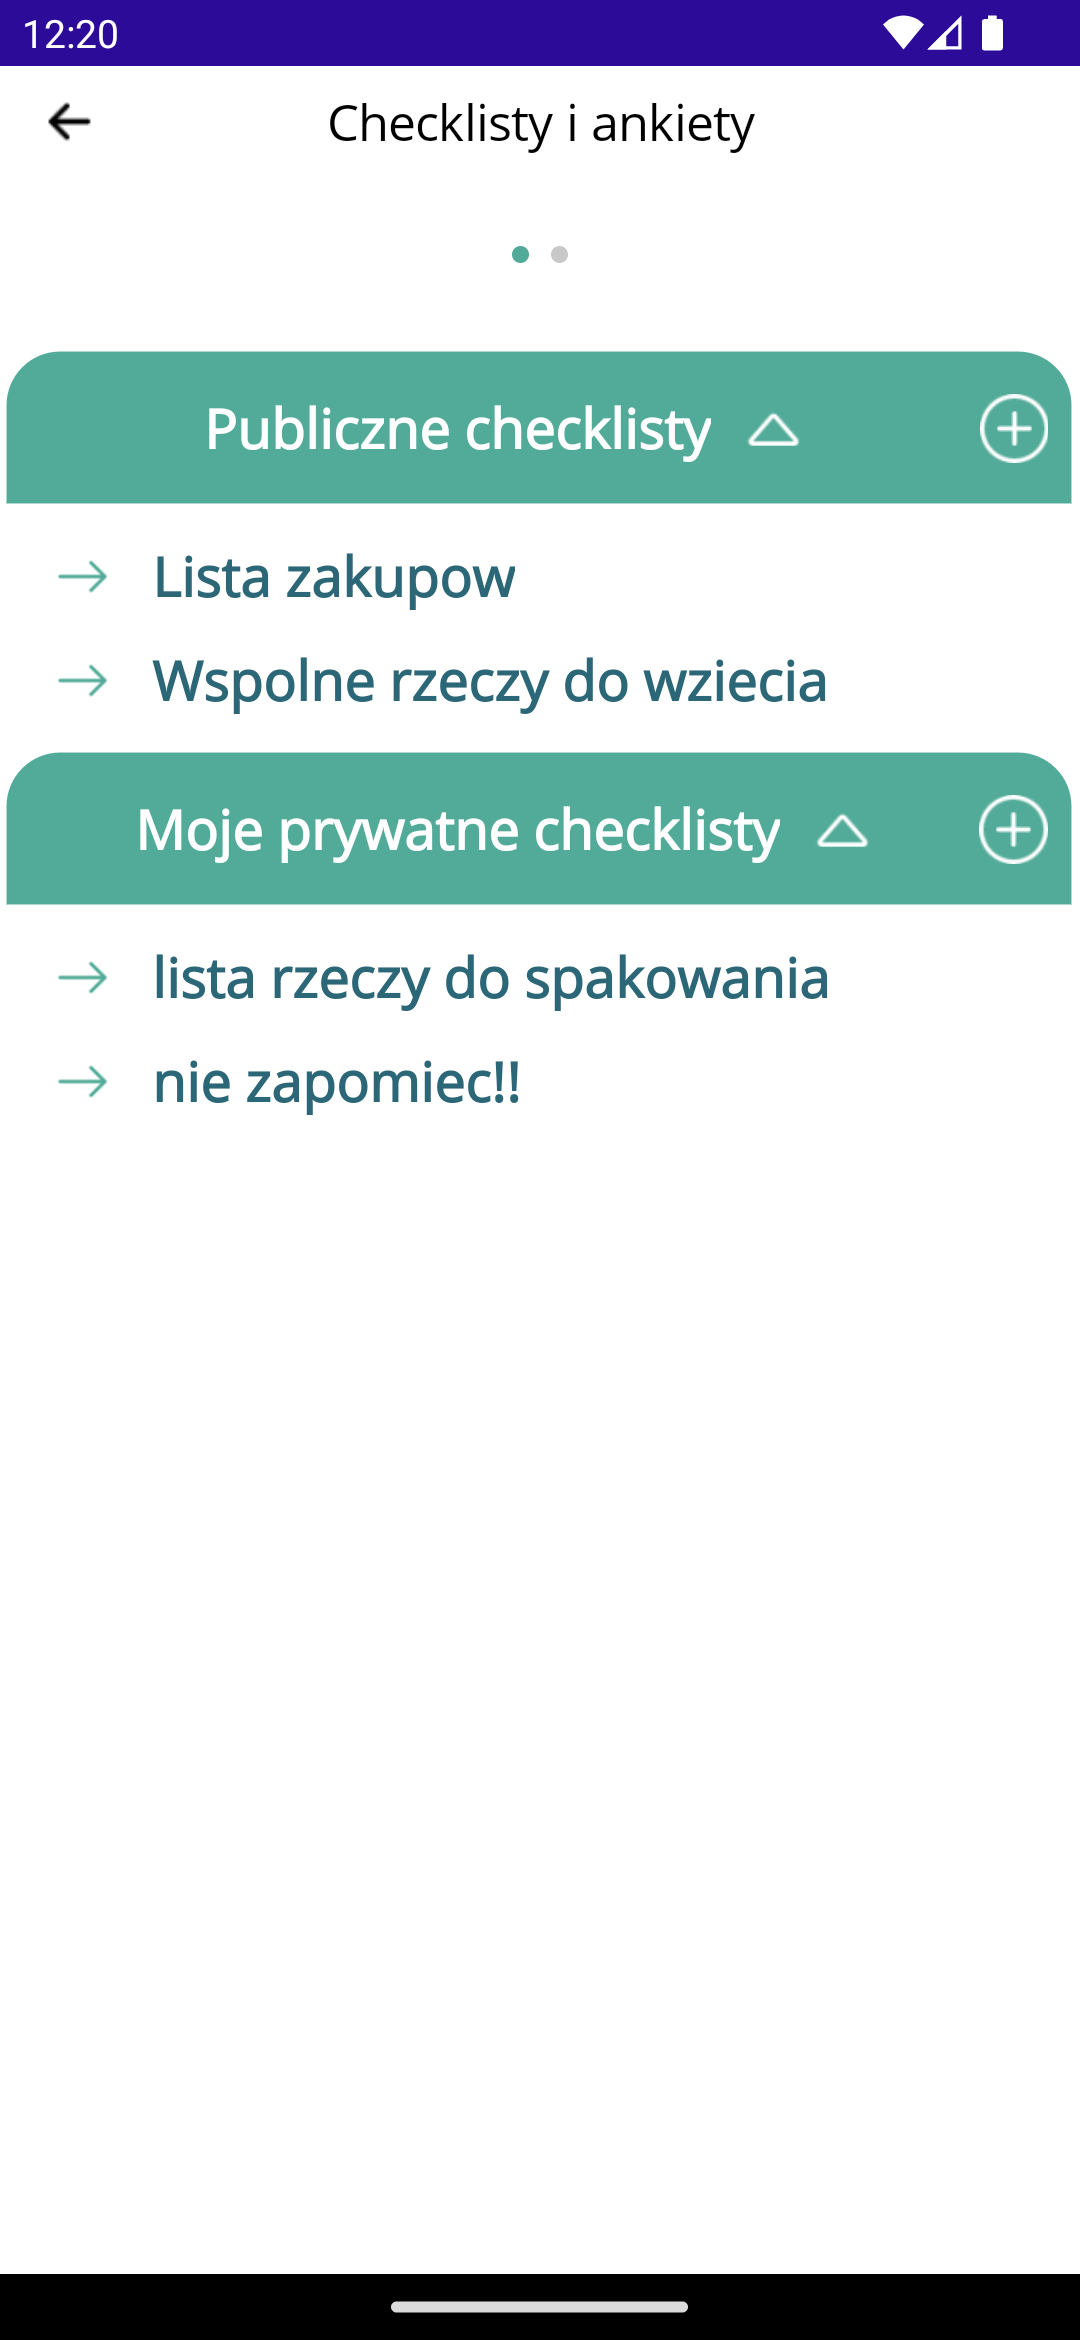 12:20
Checklisty i ankiety
Publiczne checklisty
Lista zakupow
Wspolne rzeczy do wziecia
Moje prywatne checklisty
lista rzeczy do spakowania
nie zapomiec!!